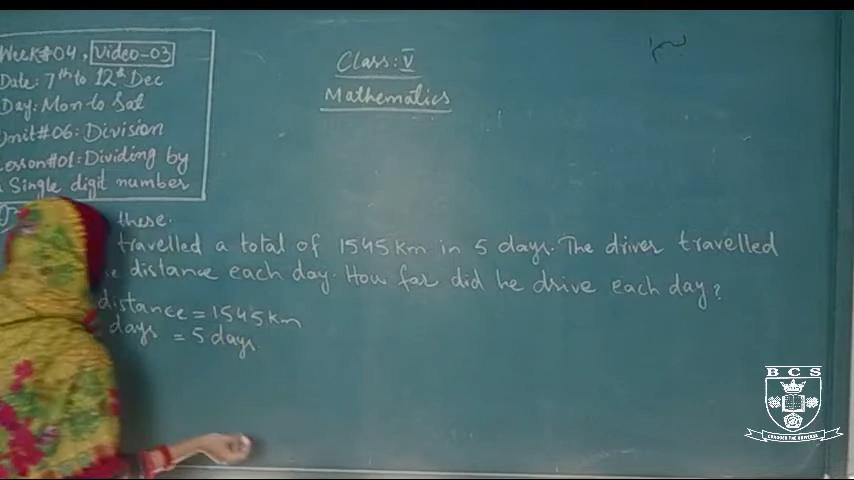 Week#04, Video-03
Date: 7th to 12th Dec
Day: Mon to Sat
Unit#06: Division
Lesson#01: Dividing by
Single digit number
Class: V
Mathematics
these.
travelled a total of 1545 km in 5 days. The driver travelled
distance each day. How far did he drive each day?
distance = 1545 km
days = 5 days
BCS